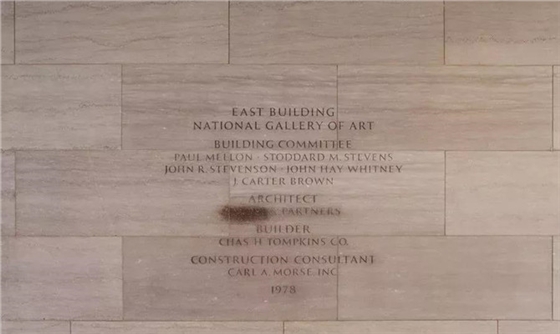 EAST BUILDING
NATIONAL GALLERY OF ART
BUILDING COMMITTEE
PAUL MELLON · STODDARD M. STEVENS
JOHN R. STEVENSON · JOHN HAY WHITNEY
J. CARTER BROWN
ARCHITECT
& PARTNERS
BUILDER
CHAS. H. TOMPKINS CO.
CONSTRUCTION CONSULTANT
CARL A. MORSE, INC.
1978